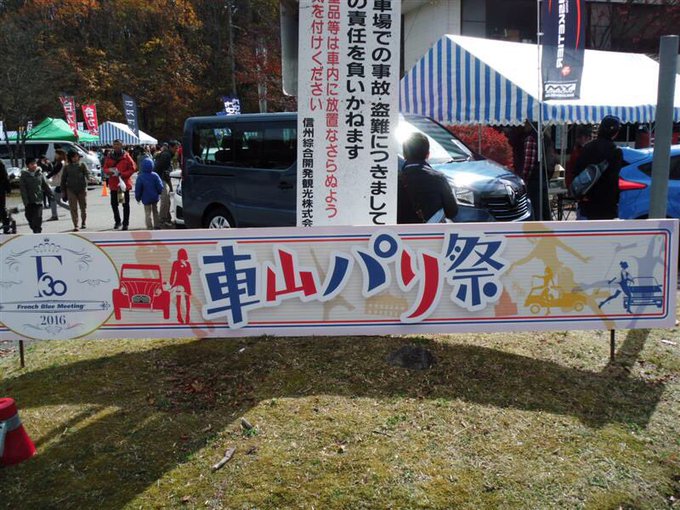 車場での事故・盗難につきまして
の責任を負いかねます
品等は車内に放置なさらぬよう
気を付けください
信州綜合開発観光株式会
F
30
French Blue Meeting
2016
車山パリ祭